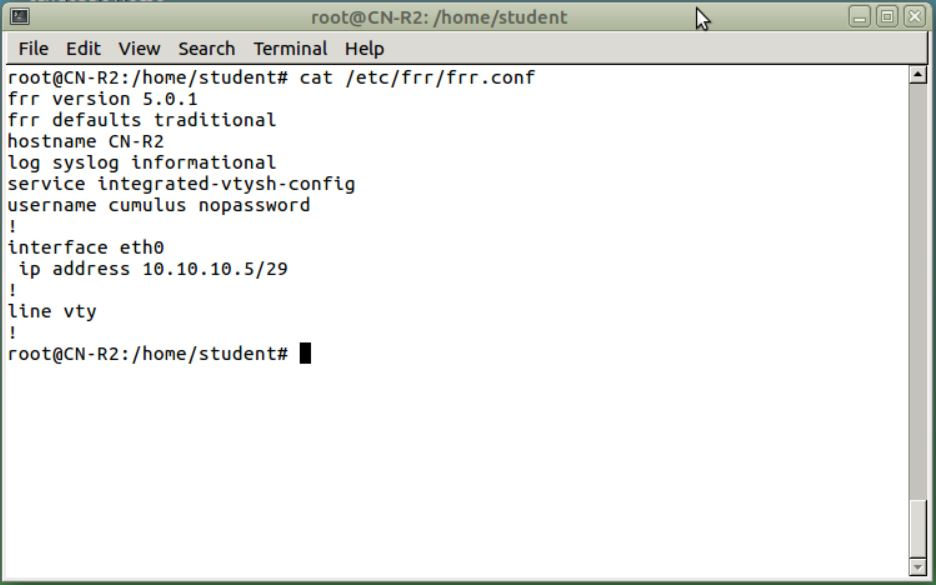 root@CN-R2: /home/student
File Edit View Search Terminal Help
root@CN-R2:/home/student# cat /etc/frr/frr.conf
frr version 5.0.1
frr defaults traditional
hostname CN-R2
log syslog informational
service integrated-vtysh-config
username cumulus nopassword
!
interface eth0
 ip address 10.10.10.5/29
!
line vty
!
root@CN-R2:/home/student#